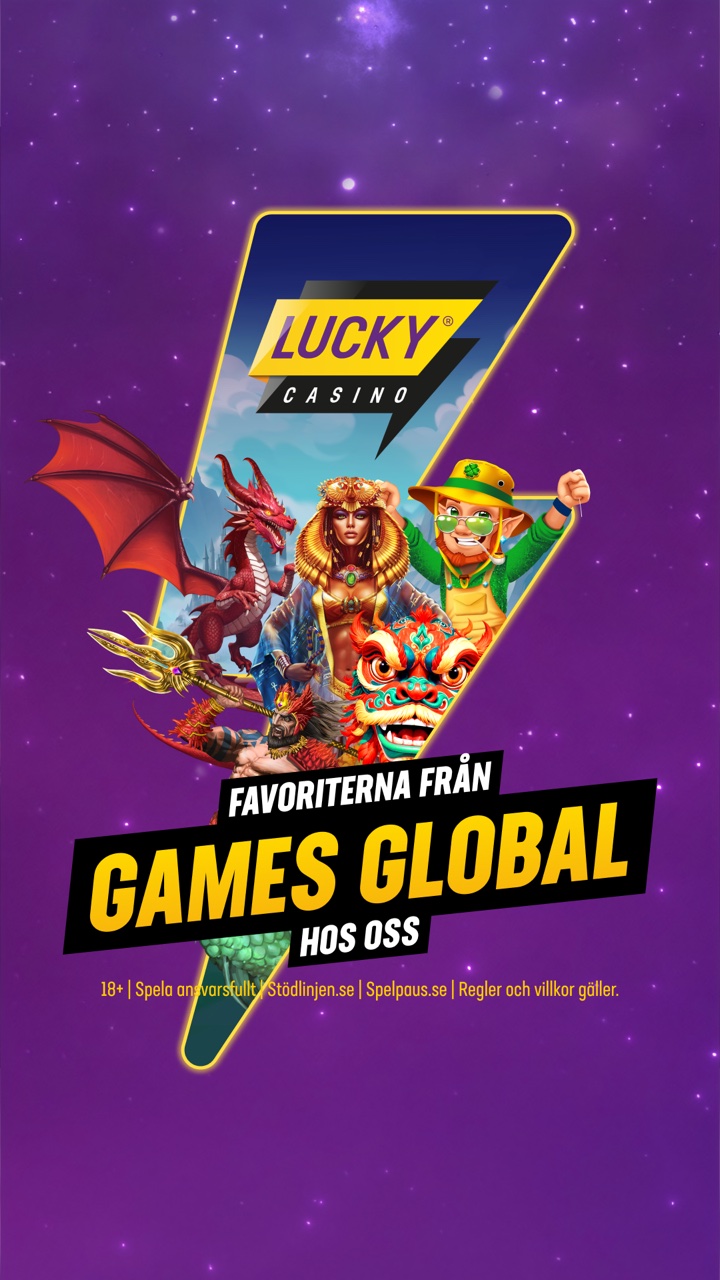 LUCKY®
CASINO
FAVORITERNA FRÅN
GAMES GLOBAL
HOS OSS
18+ | Spela ansvarsfullt | Stödlinjen.se | Spelpaus.se | Regler och villkor gäller.